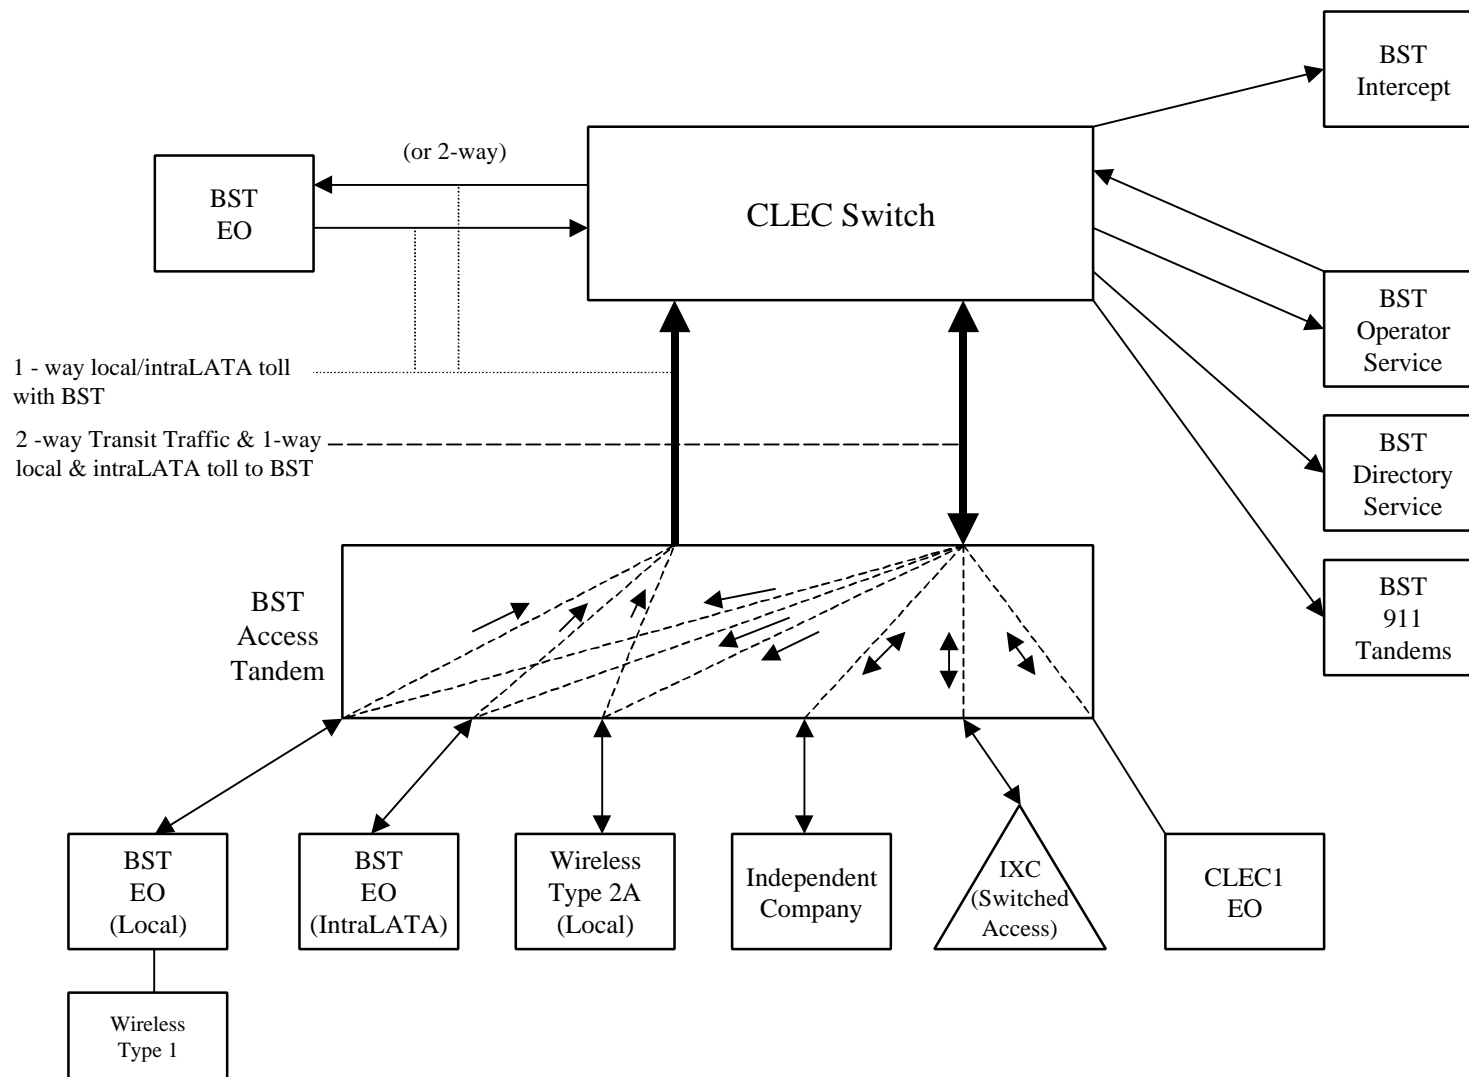 BST
Intercept
(or 2-way)
BST
EO
CLEC Switch
BST
Operator
Service
1 - way local/intraLATA toll
with BST
2 -way Transit Traffic & 1-way
local & intraLATA toll to BST
BST
Directory
Service
BST
Access
Tandem
BST
911
Tandems
BST
EO
(Local)
BST
EO
(IntraLATA)
Wireless
Type 2A
(Local)
Independent
Company
IXC
(Switched
Access)
CLEC1
EO
Wireless
Type 1